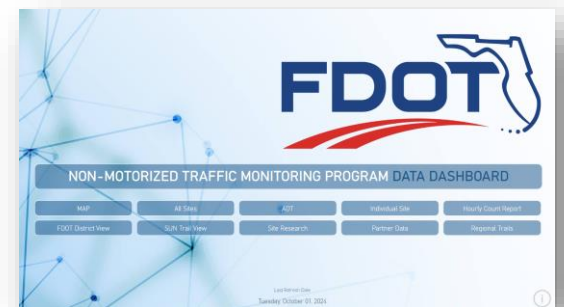 FDOT
NON-MOTORIZED TRAFFIC MONITORING PROGRAM DATA DASHBOARD
MAP All Sites AADT Individual Site Hourly Count Report
FDOT District View SUN Trail View Site Research Partner Data Regional Trails
Last Refresh Date
Tuesday October 01, 2024
i